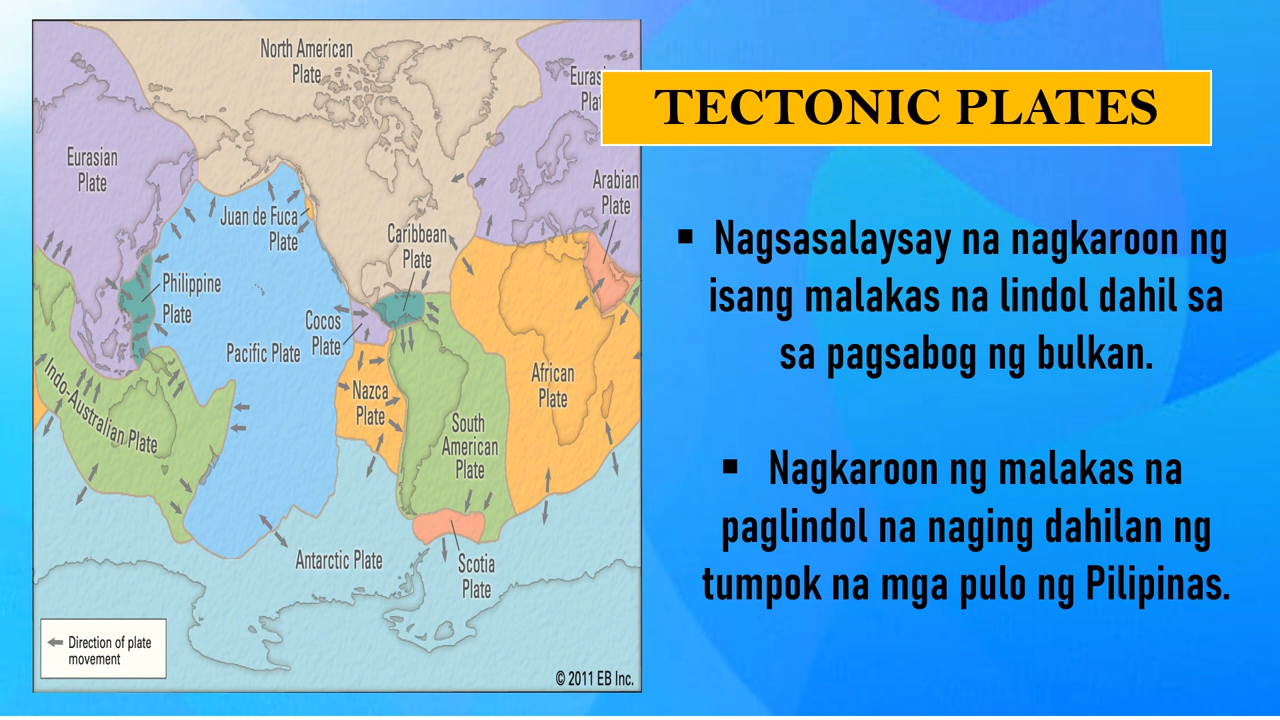 TECTONIC PLATES
North American
Plate
Eurasian
Plate
Arabian
Plate
Eurasian
Plate
Juan de Fuca
Plate
Caribbean
Plate
Philippine
Plate
Cocos
Plate
Pacific Plate
Nazca
Plate
African
Plate
Indo-Australian Plate
South
American
Plate
Antarctic Plate
Scotia
Plate
Direction of plate
movement
© 2011 EB Inc.
▪ Nagsasalaysay na nagkaroon ng
isang malakas na lindol dahil sa
sa pagsabog ng bulkan.
▪ Nagkaroon ng malakas na
paglindol na naging dahilan ng
tumpok na mga pulo ng Pilipinas.